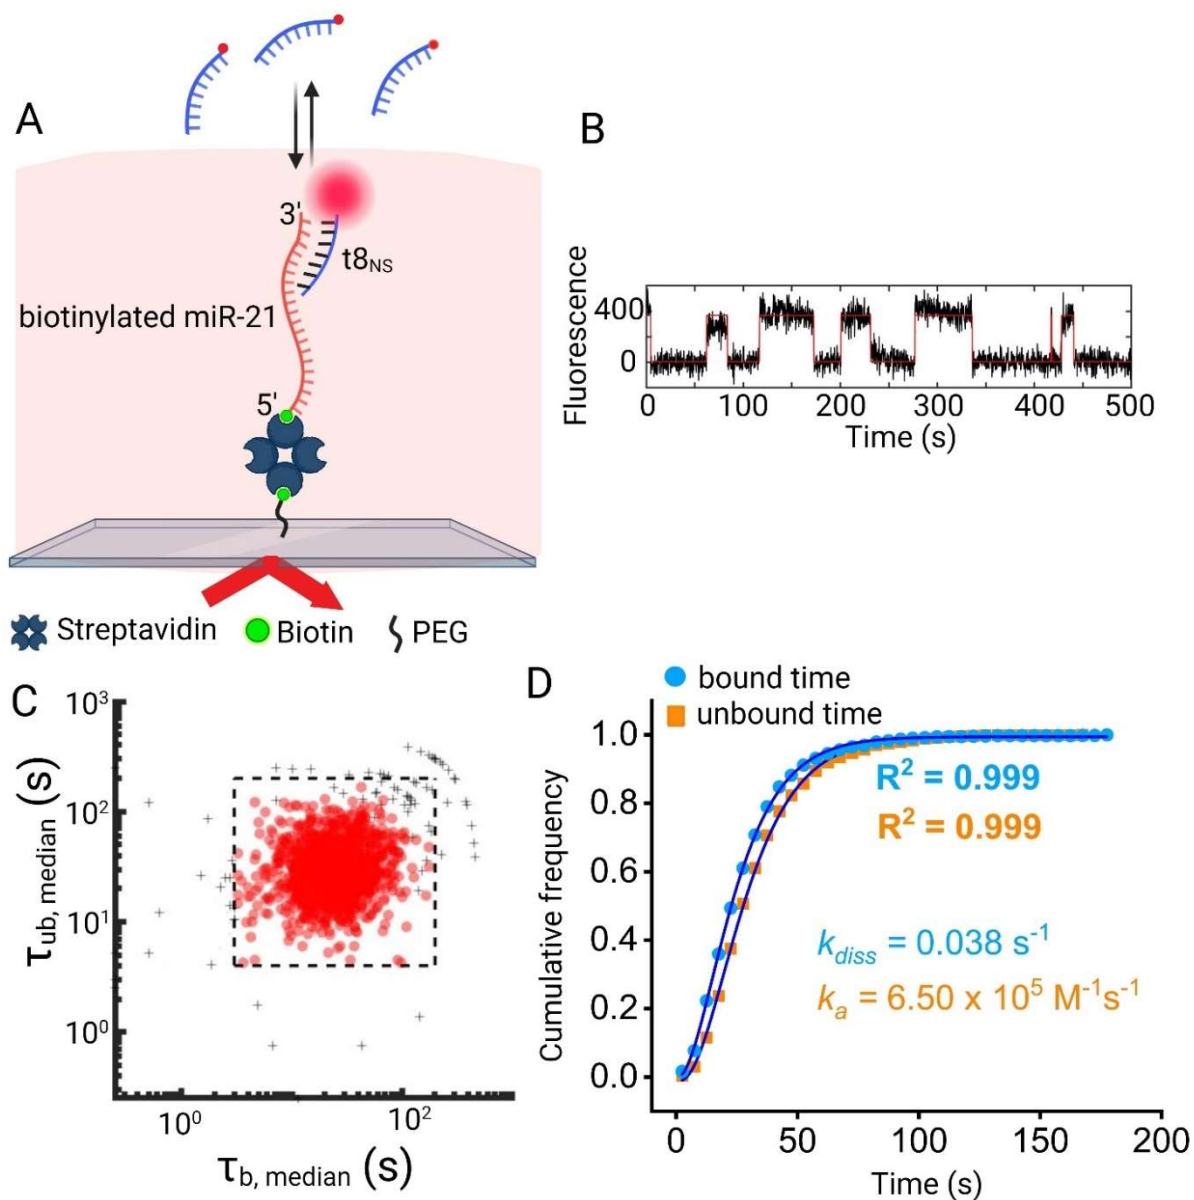 A
3'
t8NS
biotinylated miR-21
5'
Streptavidin
Biotin
PEG
B
Fluorescence
400
0
0 100 200 300 400 500
Time (s)
C
10³
10²
10¹
10⁰
τub, median (s)
10⁰ 10²
τb, median (s)
D
bound time
unbound time
1.0
0.8
0.6
0.4
0.2
0.0
Cumulative frequency
R² = 0.999
R² = 0.999
kdiss = 0.038 s⁻¹
ka = 6.50 x 10⁵ M⁻¹s⁻¹
0 50 100 150 200
Time (s)